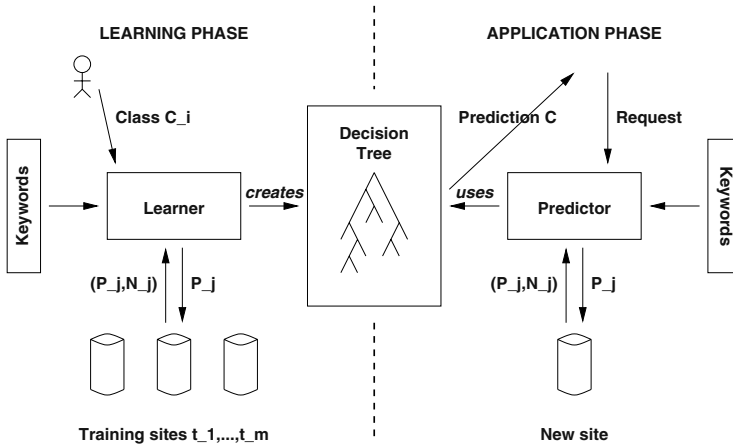 LEARNING PHASE
APPLICATION PHASE
Class C_i
Decision
Tree
Prediction C
Request
Keywords
Learner
creates
uses
Predictor
Keywords
(P_j,N_j)
P_j
(P_j,N_j)
P_j
Training sites t_1,...,t_m
New site